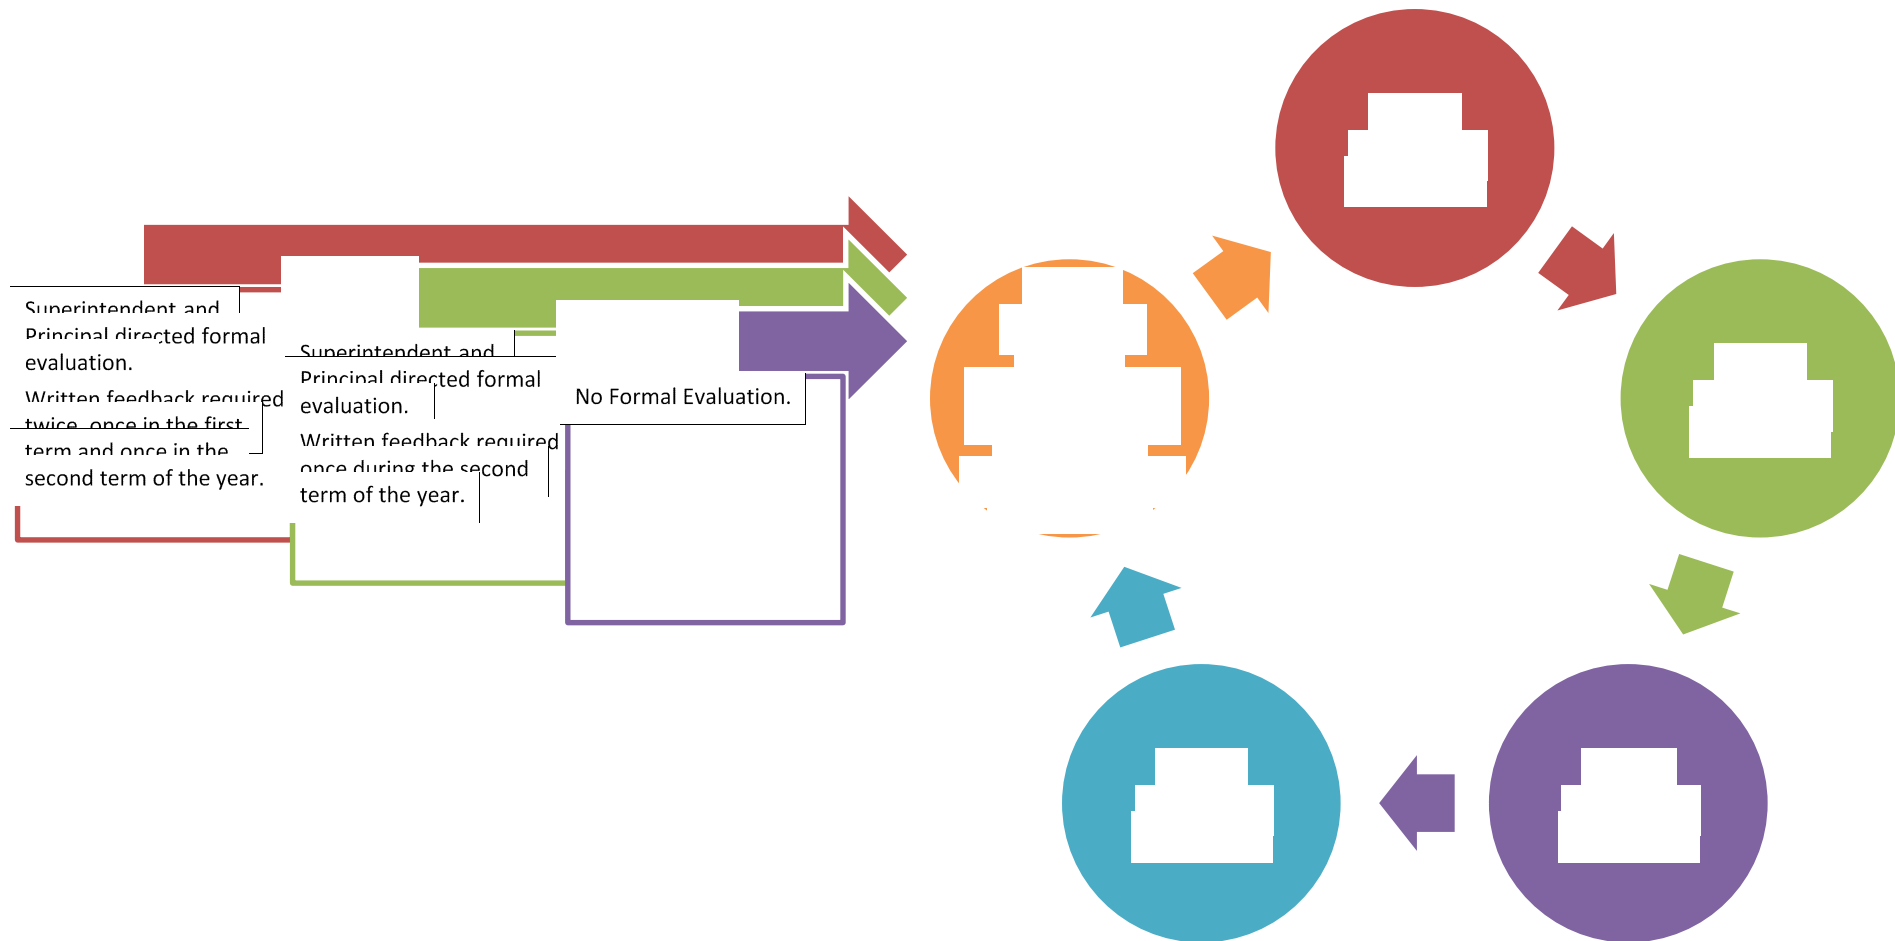 Superintendent and
Principal directed formal
evaluation.
Written feedback required
twice, once in the first
term and once in the
second term of the year.
Superintendent and
Principal directed formal
evaluation.
Written feedback required
once during the second
term of the year.
No Formal Evaluation.